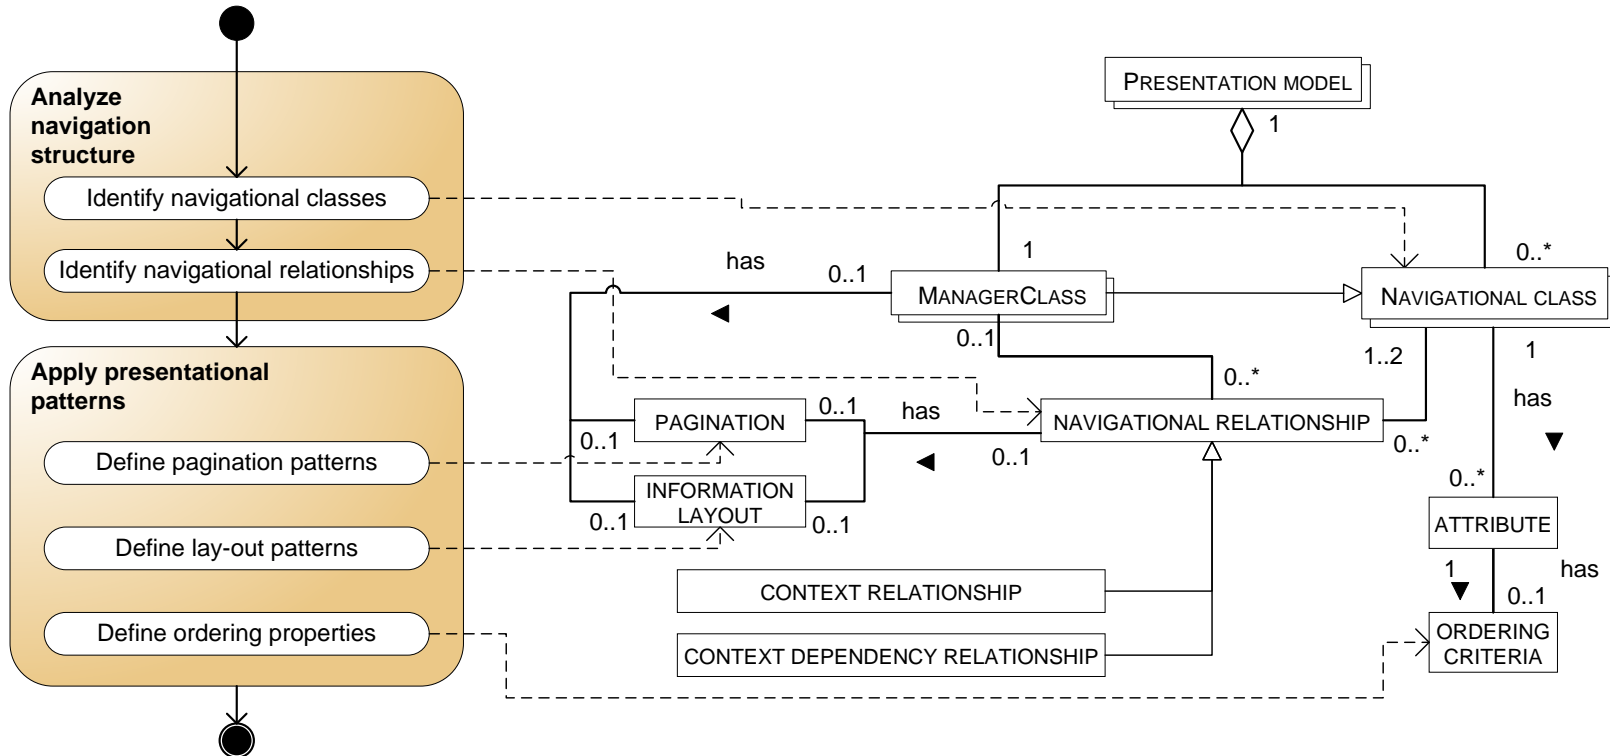 Analyze
navigation
structure
Identify navigational classes
Identify navigational relationships
Apply presentational
patterns
Define pagination patterns
Define lay-out patterns
Define ordering properties
PRESENTATION MODEL
1
1
0..*
has
0..1
MANAGERCLASS
NAVIGATIONAL CLASS
0..1
1..2
1
0..*
has
0..1
has
PAGINATION
NAVIGATIONAL RELATIONSHIP
0..1
0..1
0..*
0..*
INFORMATION
LAYOUT
0..1
0..1
ATTRIBUTE
1
has
0..1
CONTEXT RELATIONSHIP
CONTEXT DEPENDENCY RELATIONSHIP
ORDERING
CRITERIA